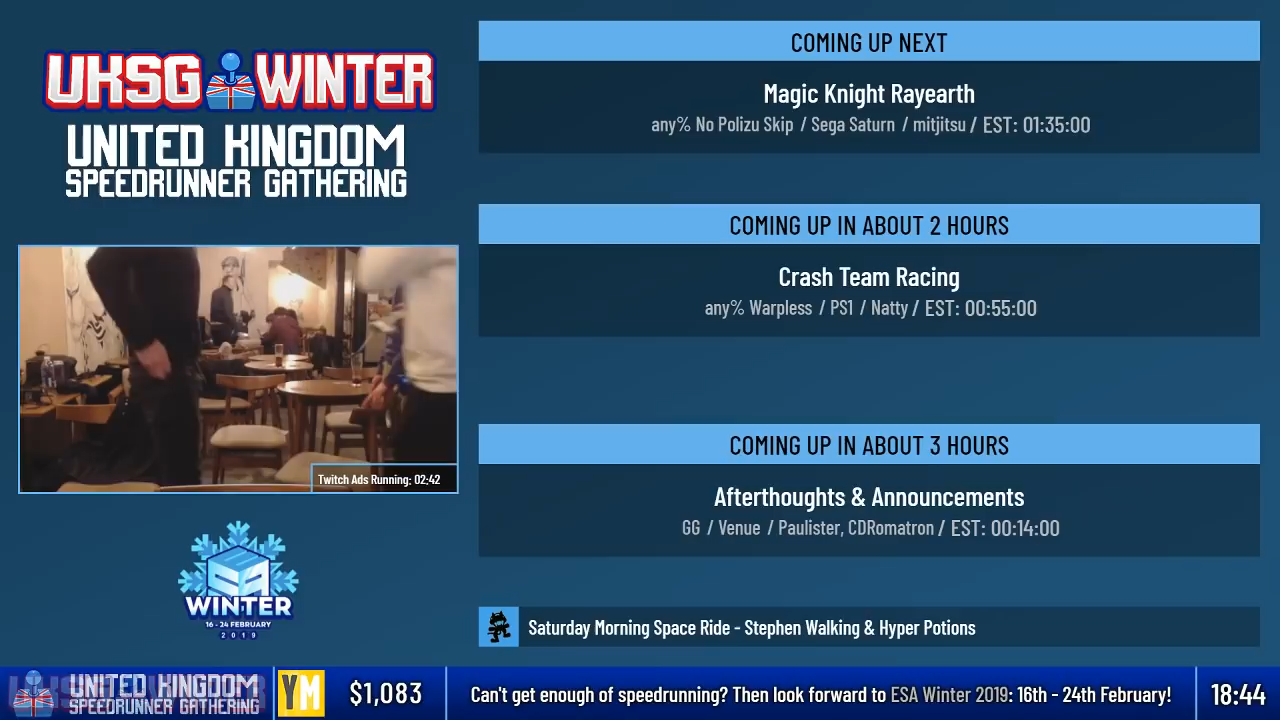 UKSG WINTER
UNITED KINGDOM
SPEEDRUNNER GATHERING
COMING UP NEXT
Magic Knight Rayearth
any% No Polizu Skip / Sega Saturn / mitjitsu / EST: 01:35:00
COMING UP IN ABOUT 2 HOURS
Crash Team Racing
any% Warpless / PS1 / Natty / EST: 00:55:00
Twitch Ads Running: 02:42
COMING UP IN ABOUT 3 HOURS
Afterthoughts & Announcements
GG / Venue / Paulister, CDRomatron / EST: 00:14:00
ESA
WINTER
16 - 24 FEBRUARY
2019
Saturday Morning Space Ride - Stephen Walking & Hyper Potions
UNITED KINGDOM
SPEEDRUNNER GATHERING
YM
$1,083
Can't get enough of speedrunning? Then look forward to ESA Winter 2019: 16th - 24th February!
18:44